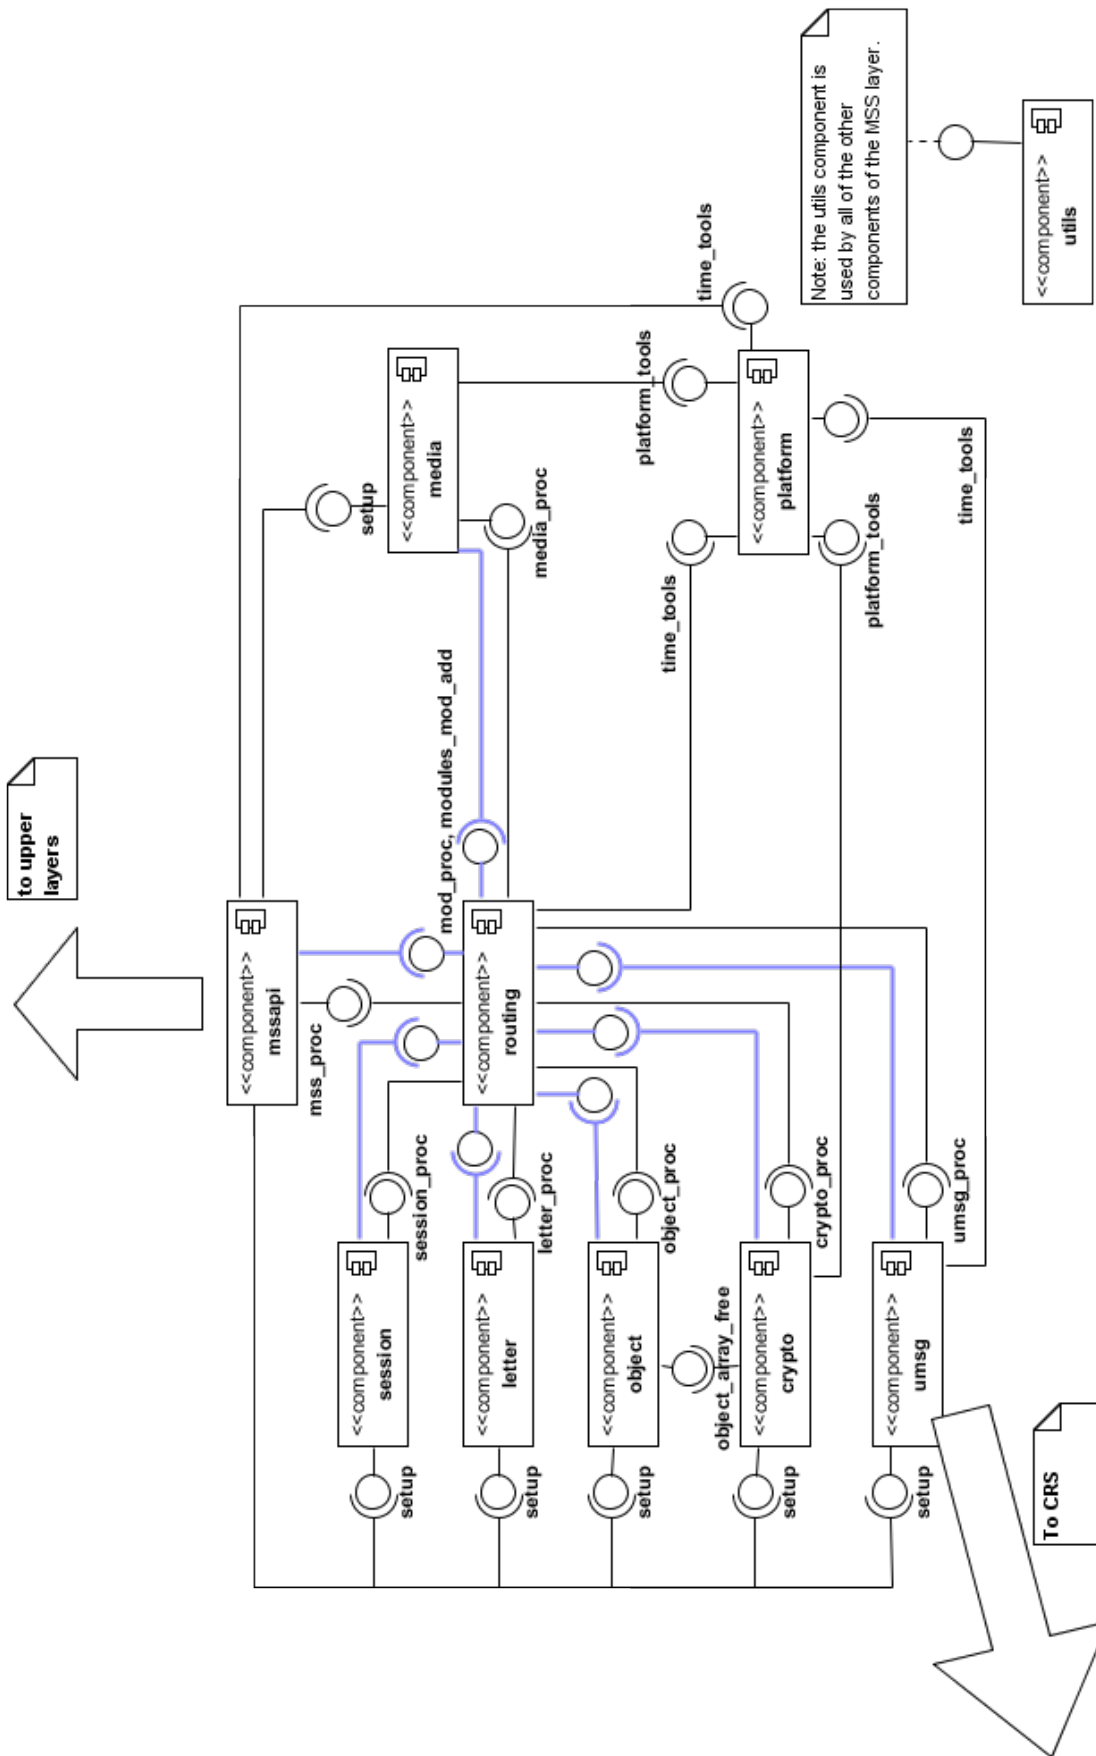 to upper
layers
<<component>>
mssapi
mss_proc
setup
<<component>>
media
media_proc
time_tools
platform_tools
Note: the utils component is
used by all of the other
components of the MSS layer.
<<component>>
utils
mod_proc, modules_mod_add
<<component>>
routing
time_tools
<<component>>
platform
platform_tools
time_tools
session_proc
<<component>>
session
setup
letter_proc
<<component>>
letter
setup
object_proc
<<component>>
object
setup
object_array_free
crypto_proc
<<component>>
crypto
setup
umsg_proc
<<component>>
umsg
setup
To CRS